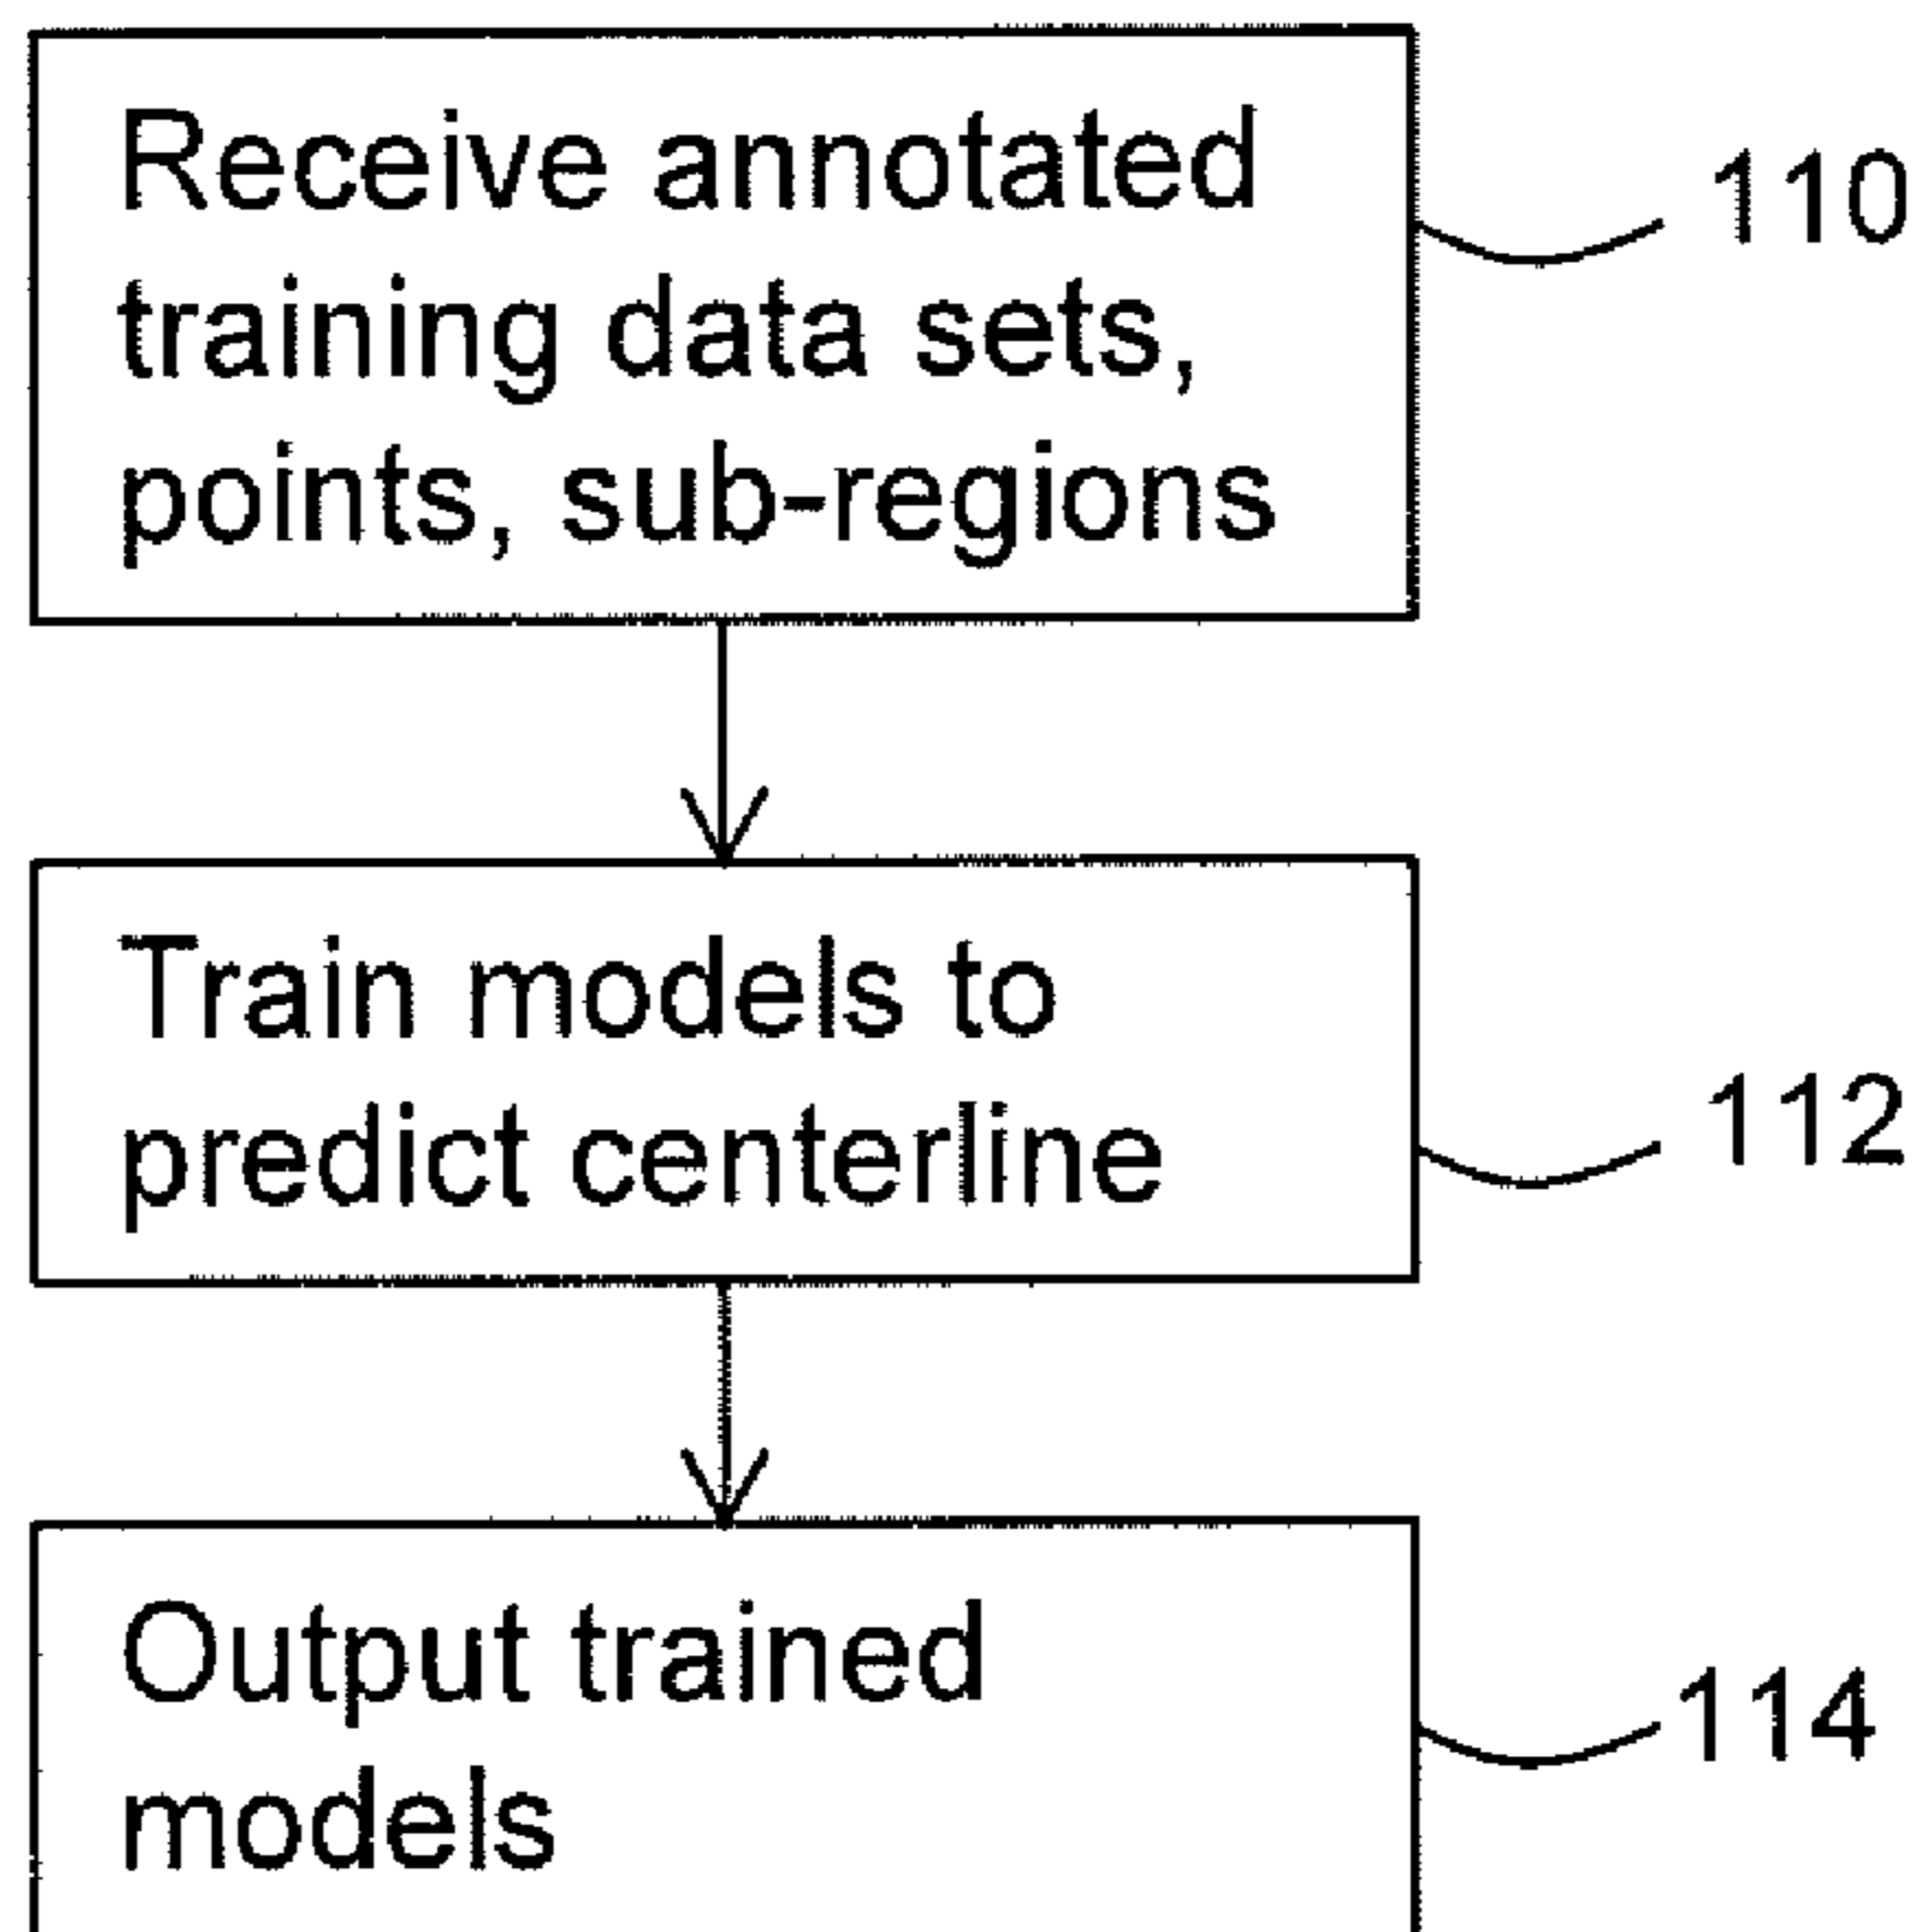 Receive annotated
training data sets,
points, sub-regions
110
Train models to
predict centerline
112
Output trained
models
114